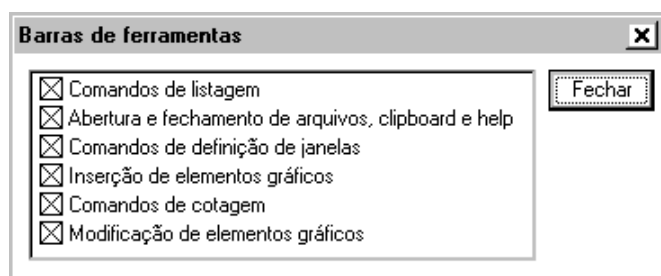 Barras de ferramentas
Comandos de listagem
Fechar
Abertura e fechamento de arquivos, clipboard e help
Comandos de definição de janelas
Inserção de elementos gráficos
Comandos de cotagem
Modificação de elementos gráficos